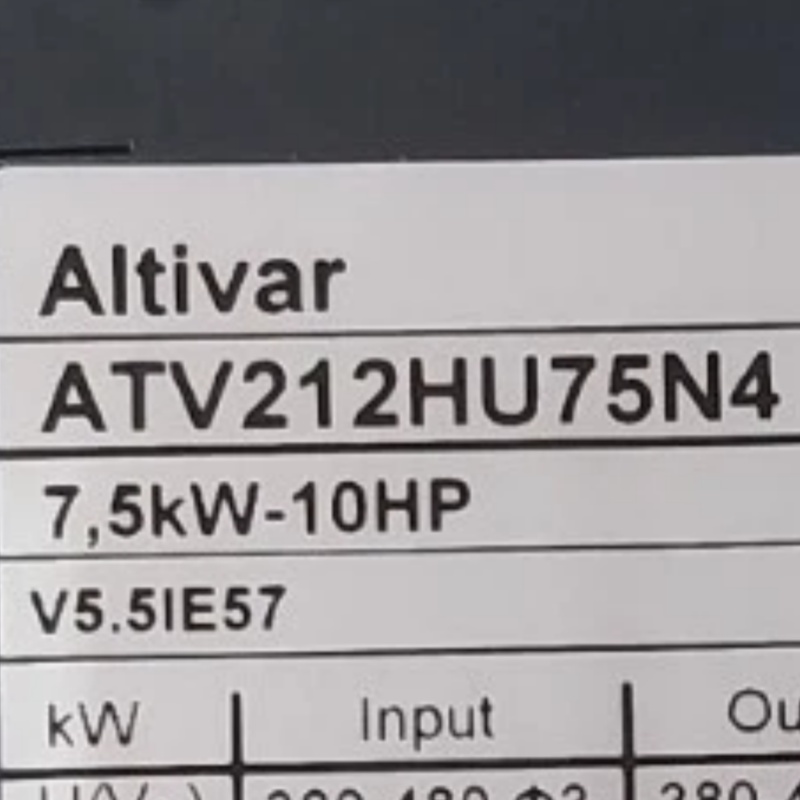 Altivar
ATV212HU75N4
7,5kW-10HP
V5.5IE57
kW Input